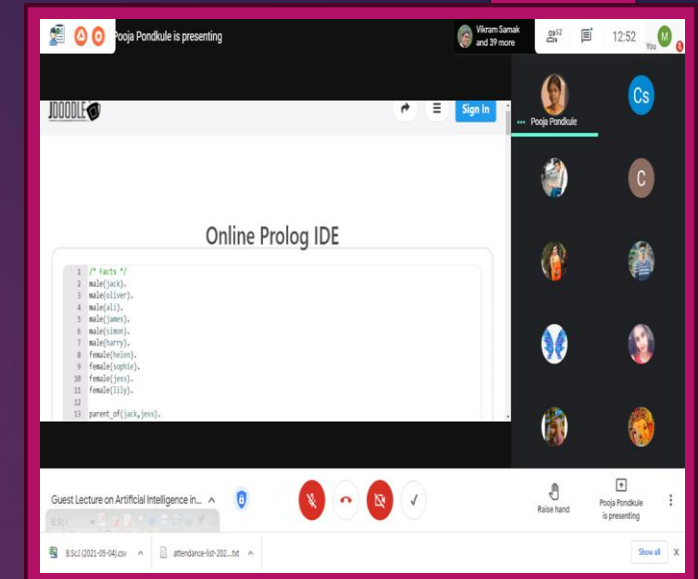 Pooja Pondkule is presenting
Vikram Samak
and 39 more
52
12:52
You
M
JDOODLE
Sign In
Pooja Pondkule
Cs
C
Online Prolog IDE
1 /* Facts */
2 male(jack).
3 male(oliver).
4 male(ali).
5 male(james).
6 male(simon).
7 male(harry).
8 female(helen).
9 female(sophie).
10 female(jess).
11 female(lily).
12
13 parent_of(jack,jess).
Guest Lecture on Artificial Intelligence in...
Raise hand
Pooja Pondkule
is presenting
B.Sc.I
B.Sc.I (2021-05-04).csv
attendance-list-202...txt
Show all
X